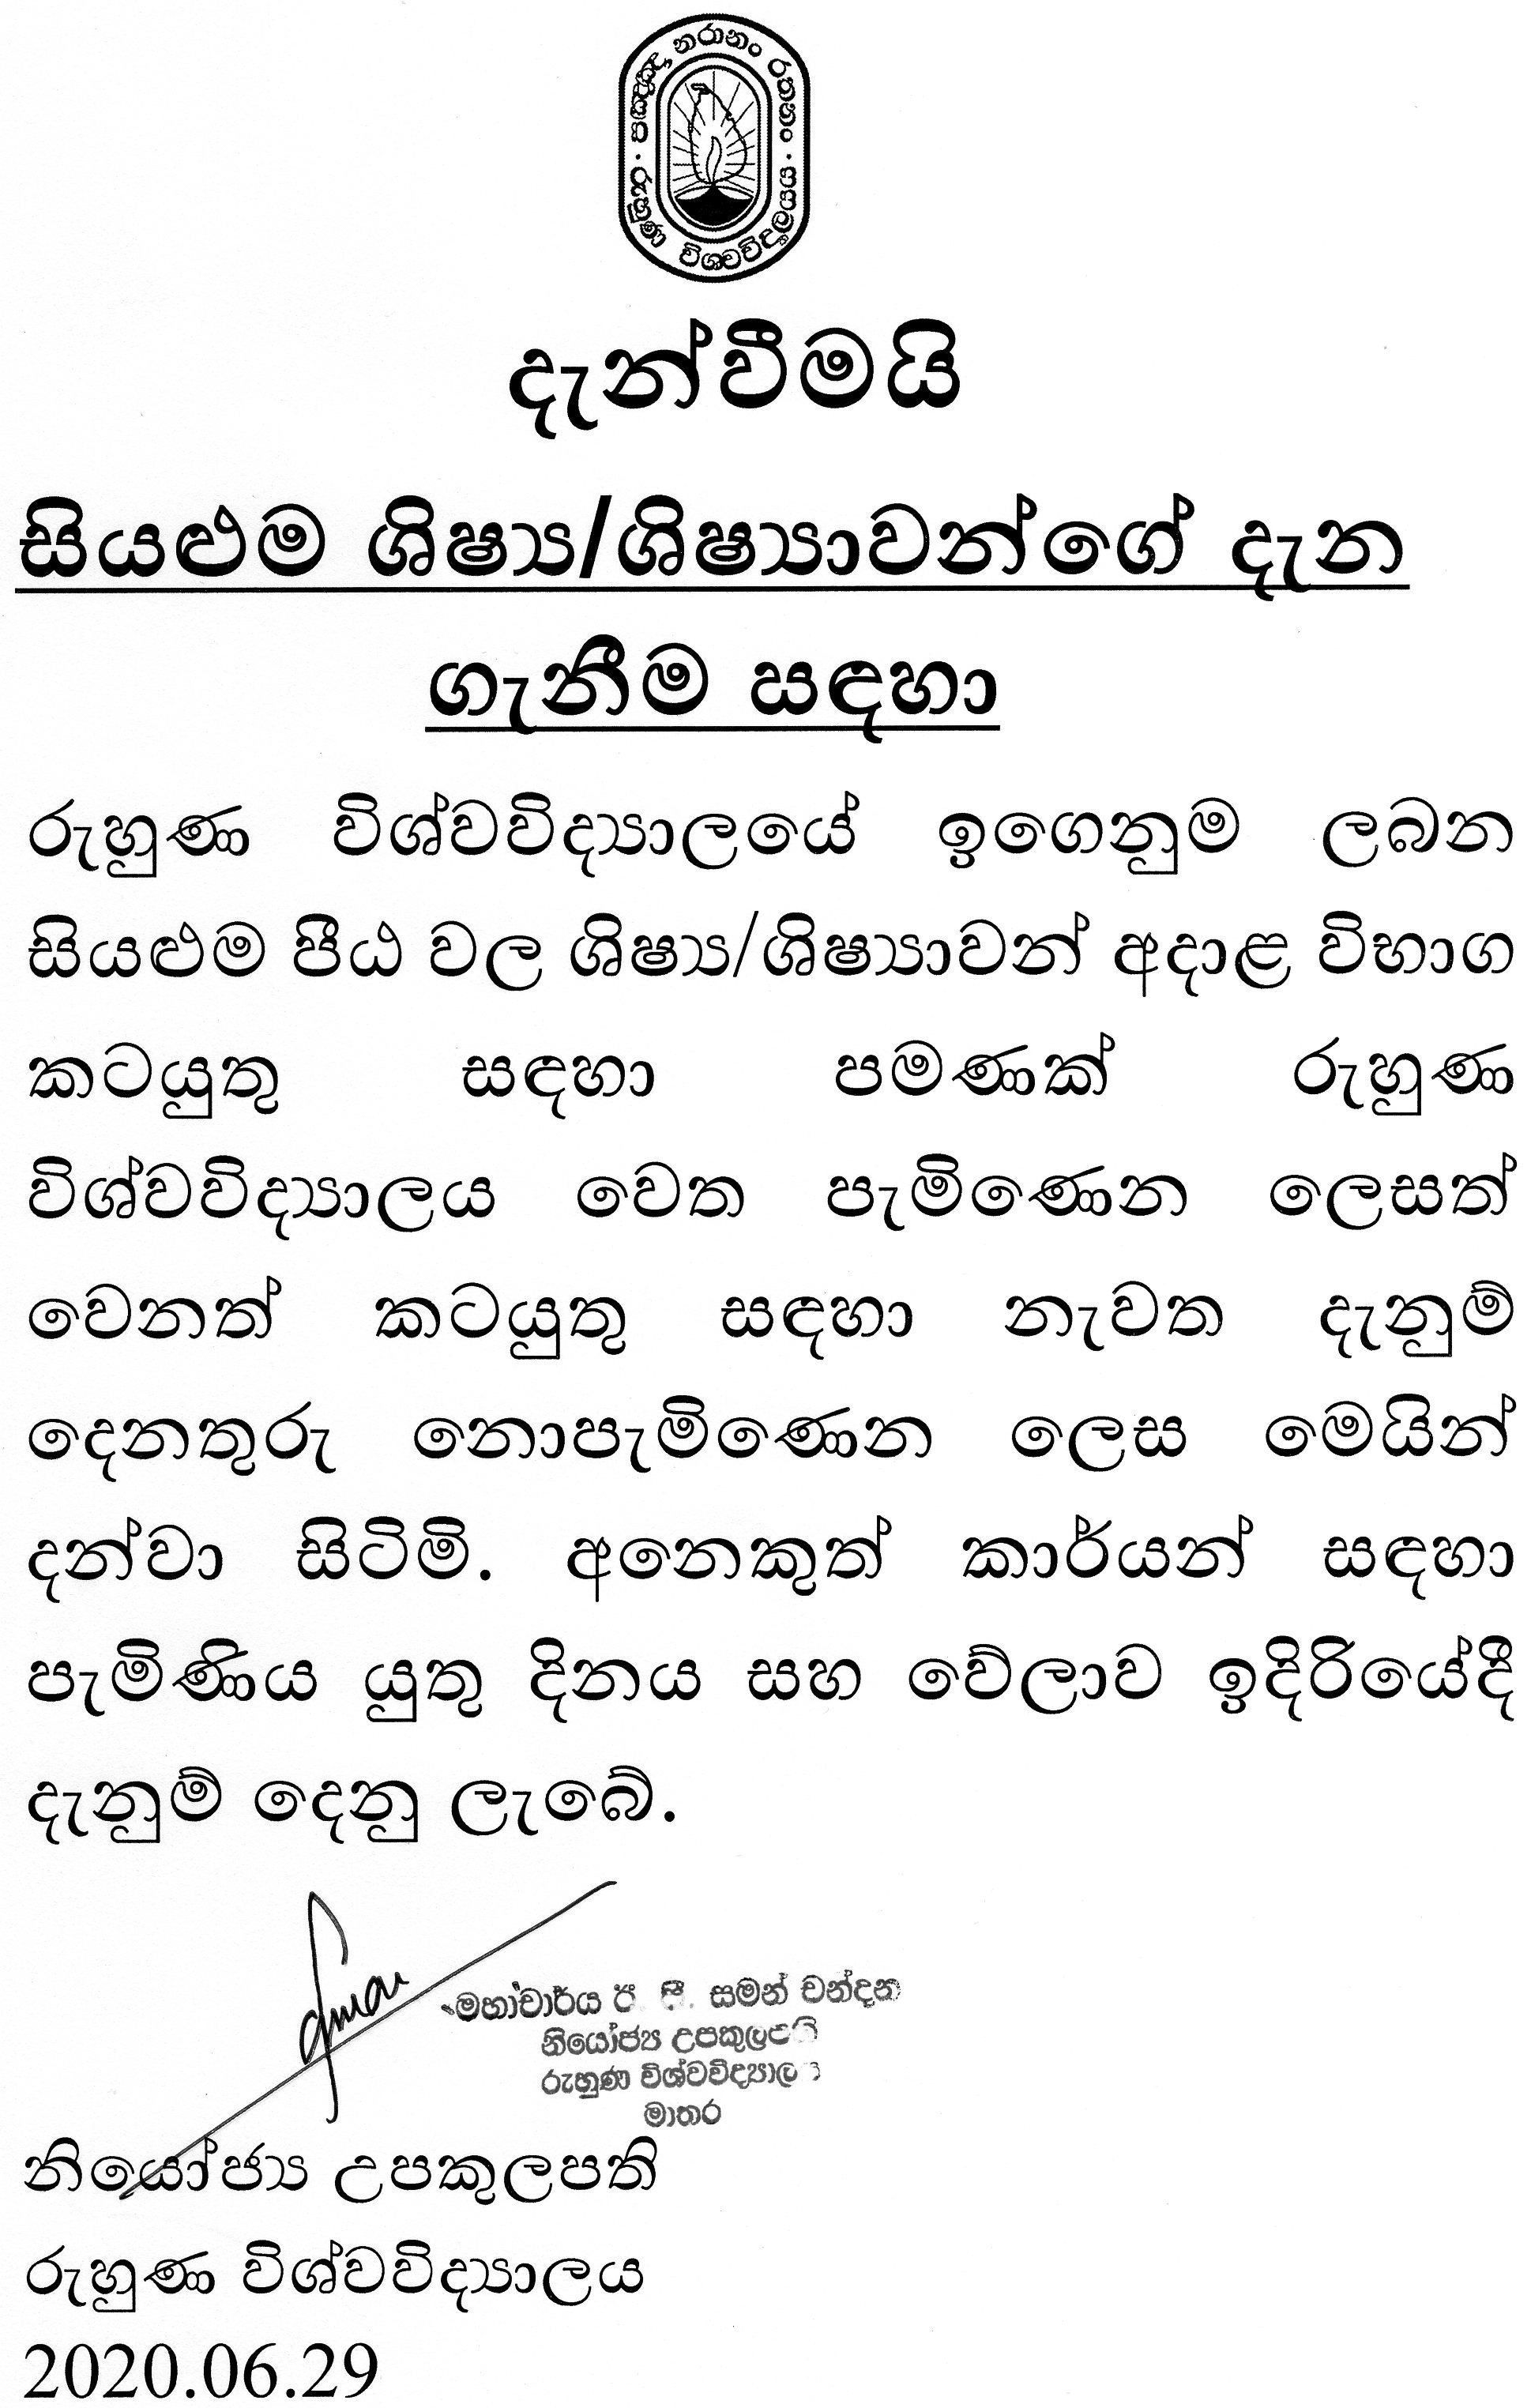 පඤ්ඤා නරානං රතනං
රුහුණ විශ්වවිද්‍යාලය
දැන්වීමයි
සියළුම ශිෂ්‍ය/ශිෂ්‍යාවන්ගේ දැන
ගැනීම සඳහා
රුහුණ විශ්වවිද්‍යාලයේ ඉගෙනුම ලබන
සියළුම පීඨ වල ශිෂ්‍ය/ශිෂ්‍යාවන් අදාළ විභාග
කටයුතු සඳහා පමණක් රුහුණ
විශ්වවිද්‍යාලය වෙත පැමිණෙන ලෙසත්
වෙනත් කටයුතු සඳහා නැවත දැනුම්
දෙනතුරු නොපැමිණෙන ලෙස මෙයින්
දන්වා සිටිමි. අනෙකුත් කාර්යන් සඳහා
පැමිණිය යුතු දිනය සහ වේලාව ඉදිරියේදී
දැනුම් දෙනු ලැබේ.
මහාචාර්ය ඊ. පී. සමන් චන්දන
නියෝජ්‍ය උපකුලපති
රුහුණ විශ්වවිද්‍යාලය
මාතර
නියෝජ්‍ය උපකුලපති
රුහුණ විශ්වවිද්‍යාලය
2020.06.29